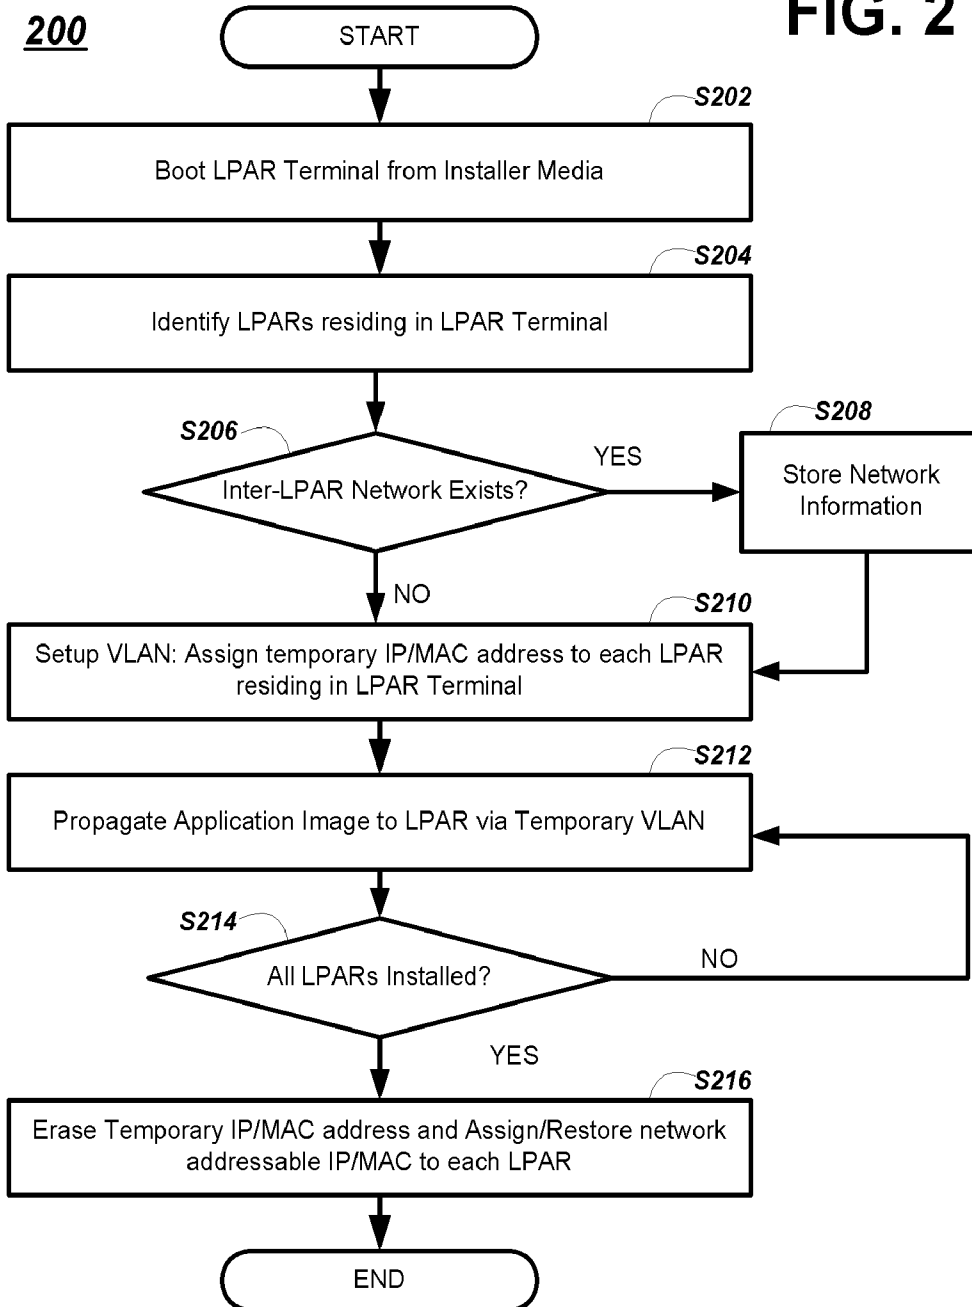 200
FIG. 2
START
S202
Boot LPAR Terminal from Installer Media
S204
Identify LPARs residing in LPAR Terminal
S206
Inter-LPAR Network Exists?
YES
S208
Store Network
Information
NO
S210
Setup VLAN: Assign temporary IP/MAC address to each LPAR
residing in LPAR Terminal
S212
Propagate Application Image to LPAR via Temporary VLAN
S214
All LPARs Installed?
NO
YES
S216
Erase Temporary IP/MAC address and Assign/Restore network
addressable IP/MAC to each LPAR
END